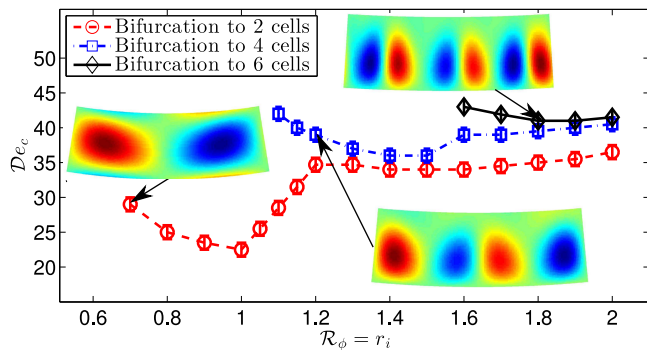 Bifurcation to 2 cells
Bifurcation to 4 cells
Bifurcation to 6 cells
50
45
40
35
30
25
20
𝒟e_c
0.6 0.8 1 1.2 1.4 1.6 1.8 2
ℛ_ϕ = r_i